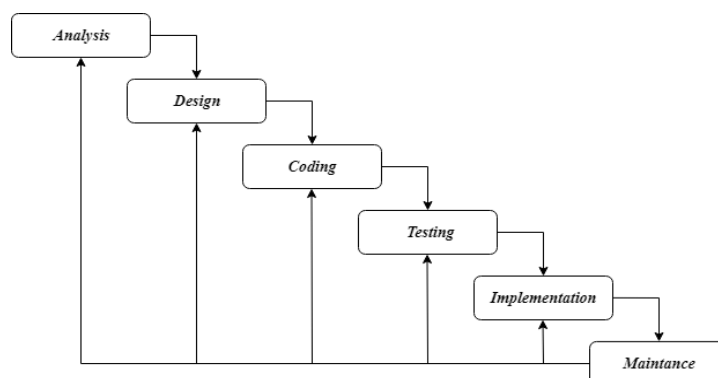 Analysis
Design
Coding
Testing
Implementation
Maintance